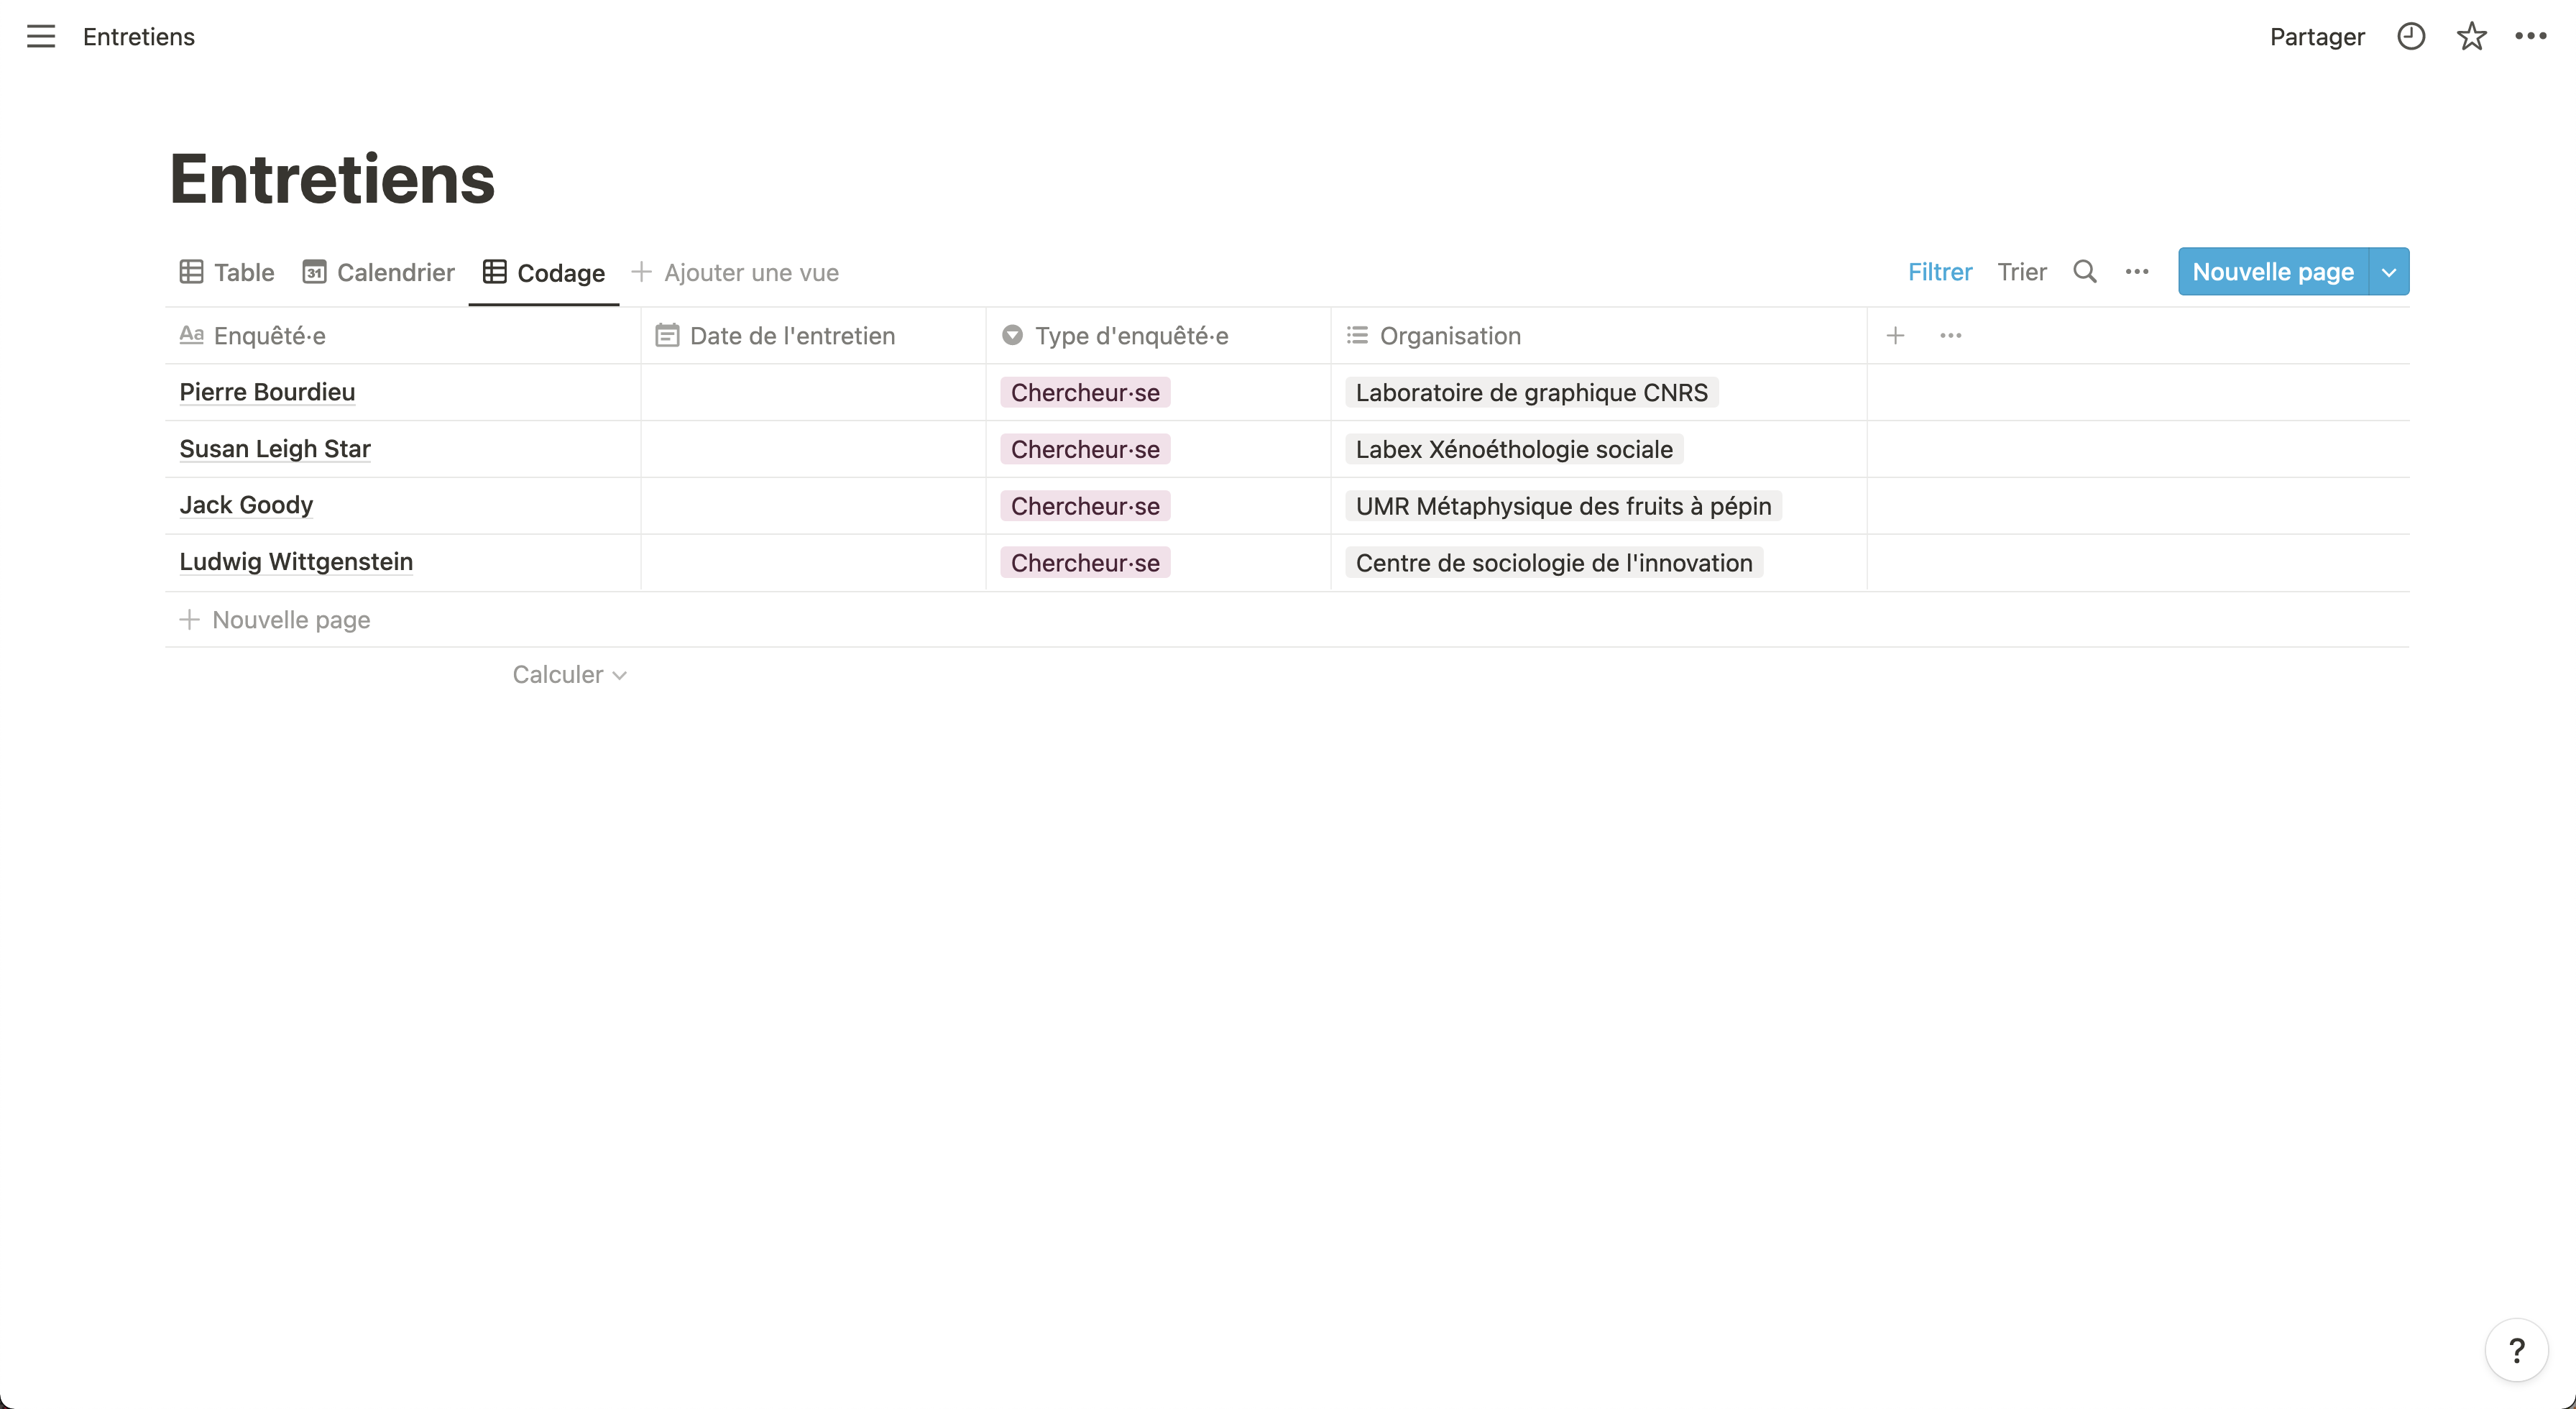 Entretiens Partager
Entretiens
Table 31 Calendrier Codage + Ajouter une vue Filtrer Trier Nouvelle page
Aa Enquêté·e Date de l'entretien Type d'enquêté·e Organisation
Pierre Bourdieu Chercheur·se Laboratoire de graphique CNRS
Susan Leigh Star Chercheur·se Labex Xénoéthologie sociale
Jack Goody Chercheur·se UMR Métaphysique des fruits à pépin
Ludwig Wittgenstein Chercheur·se Centre de sociologie de l'innovation
+ Nouvelle page
Calculer
?